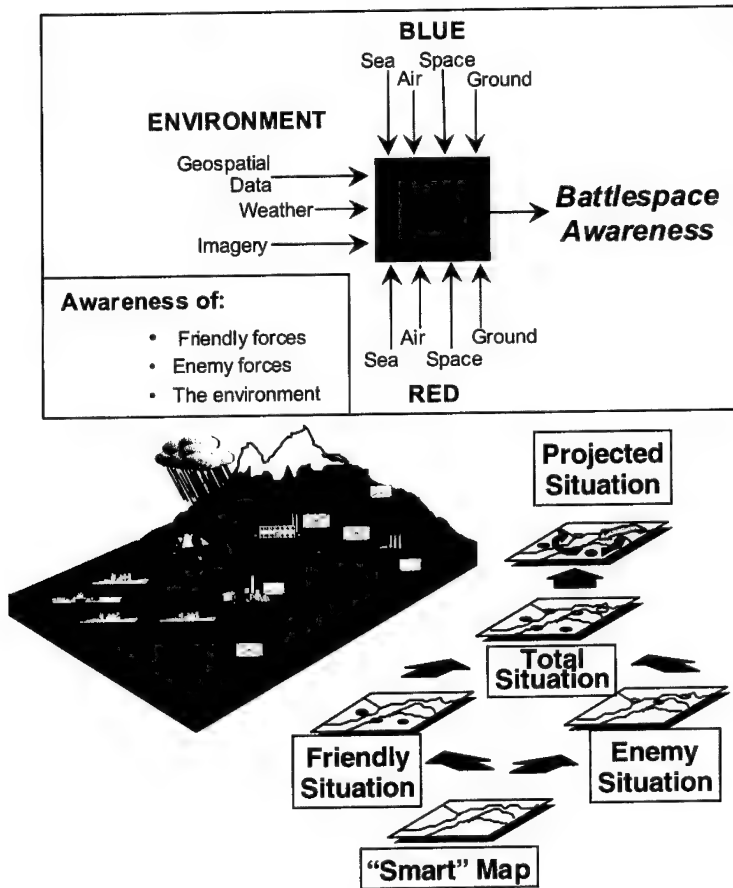 BLUE
Sea
Air
Space
Ground
ENVIRONMENT
Geospatial
Data
Weather
Imagery
Battlespace
Awareness
Awareness of:
• Friendly forces
• Enemy forces
• The environment
Sea
Air
Space
Ground
RED
Projected
Situation
Total
Situation
Friendly
Situation
Enemy
Situation
"Smart" Map